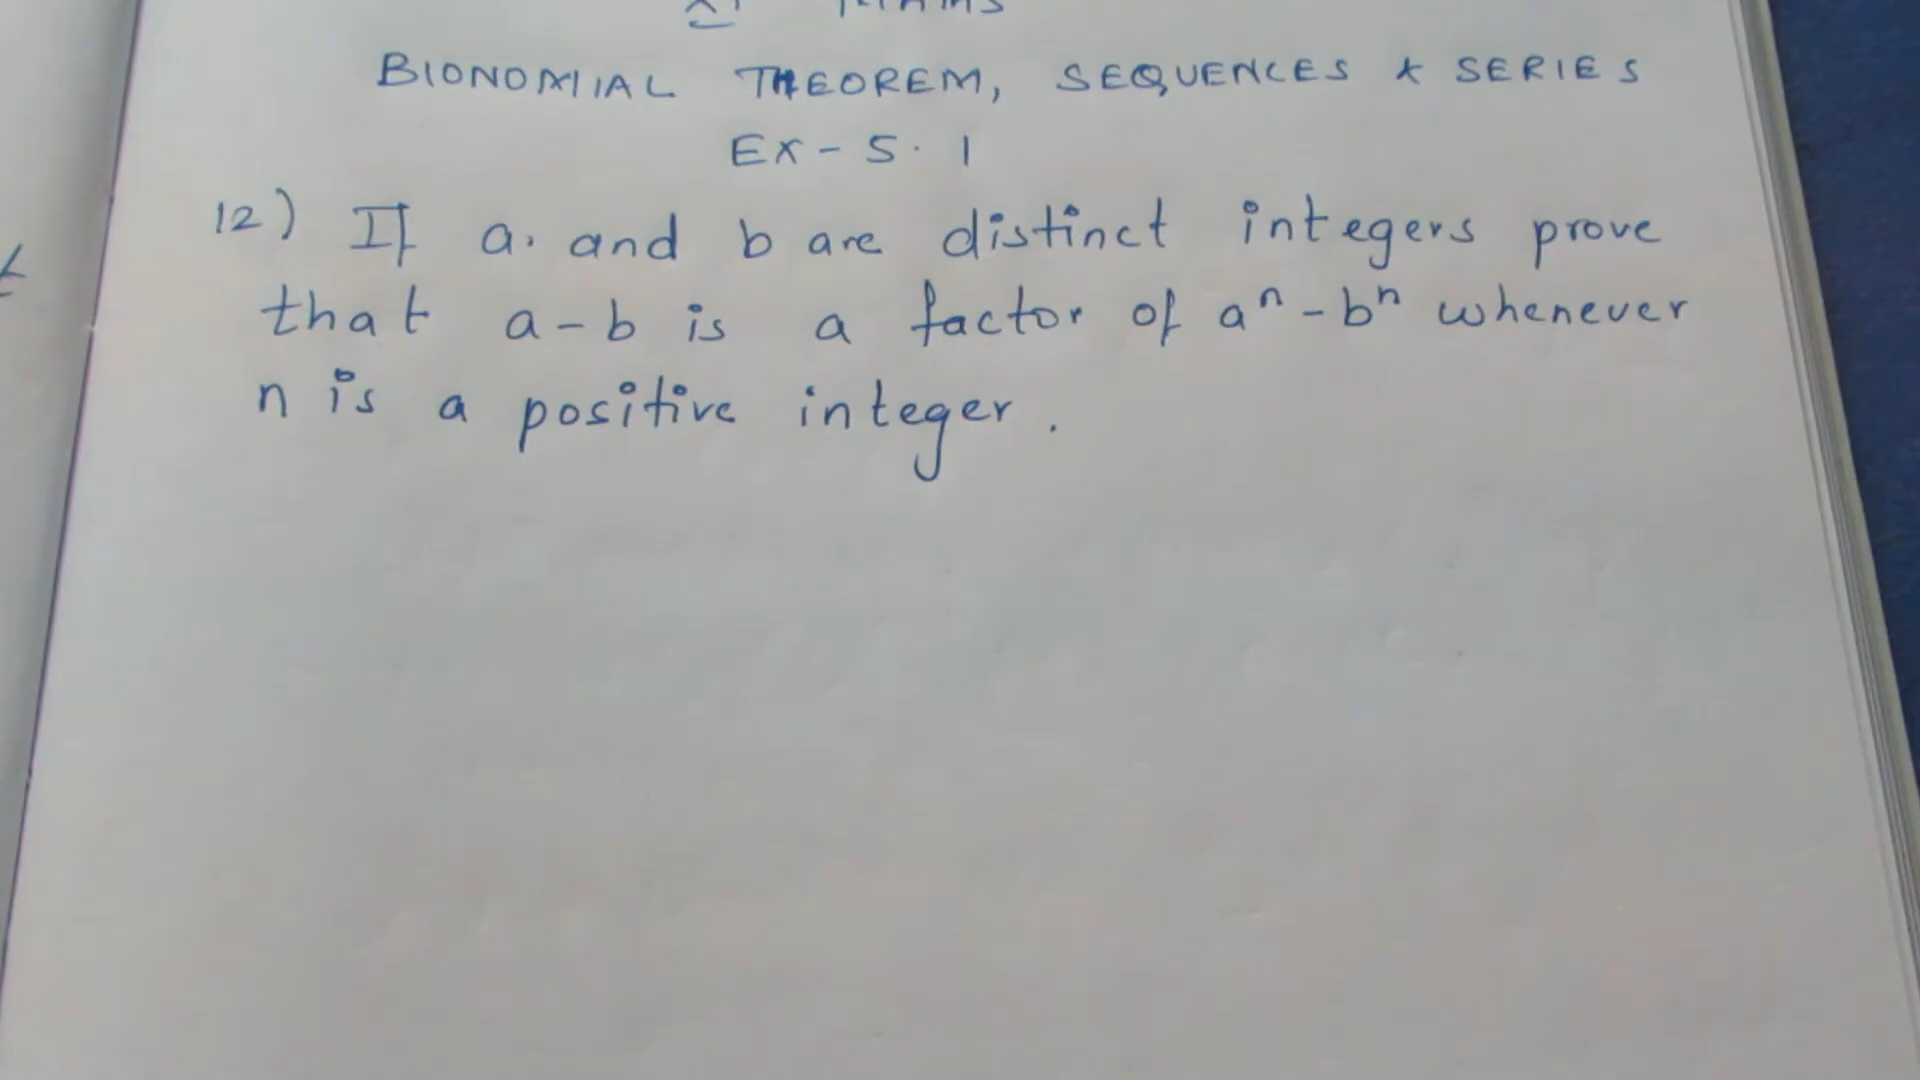 BIONOMIAL THEOREM, SEQUENCES & SERIES
EX - 5.1
12) If a. and b are distinct integers prove
that a-b is a factor of aⁿ-bⁿ whenever
n is a positive integer.